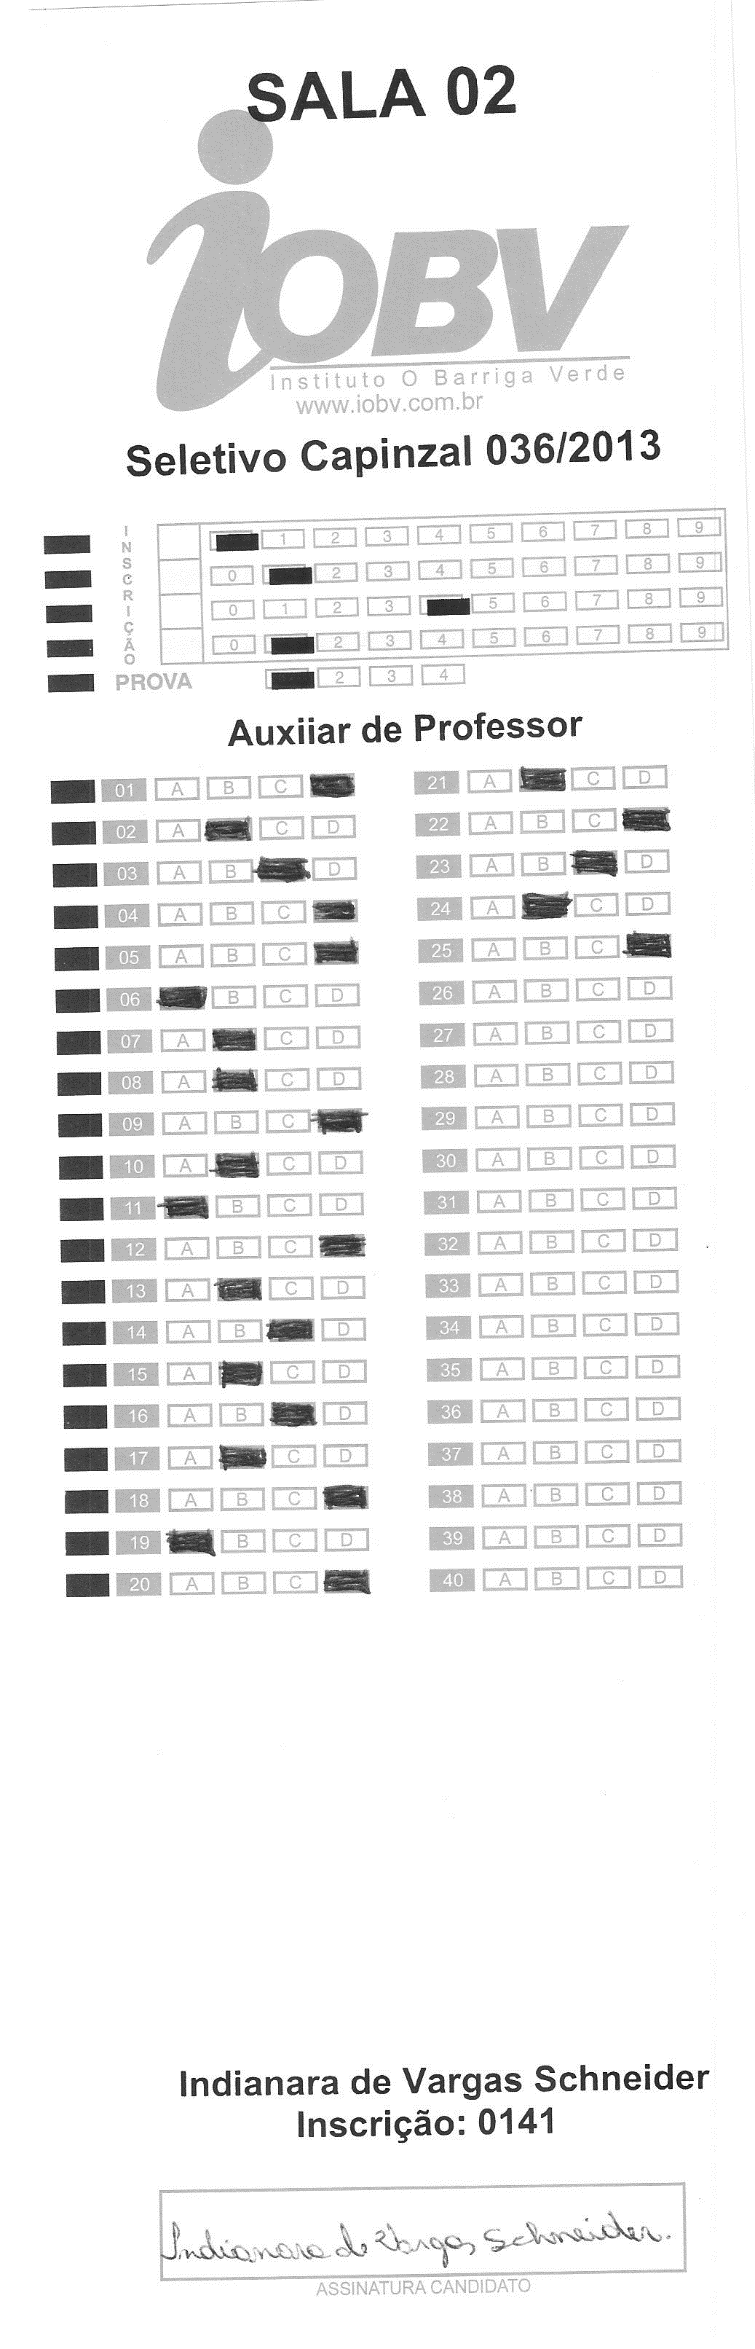 SALA 02
iOBV
Instituto O Barriga Verde
www.iobv.com.br
Seletivo Capinzal 036/2013
INSCRIÇÃO
1 2 3 4 5 6 7 8 9
0 2 3 4 5 6 7 8 9
0 1 2 3 5 6 7 8 9
0 2 3 4 5 6 7 8 9
PROVA 2 3 4
Auxiiar de Professor
01 A B C
02 A C D
03 A B D
04 A B C
05 A B C
06 B C D
07 A C D
08 A C D
09 A B C
10 A C D
11 B C D
12 A B C
13 A C D
14 A B D
15 A C D
16 A B D
17 A C D
18 A B C
19 B C D
20 A B C
21 A C D
22 A B C
23 A B D
24 A C D
25 A B C
26 A B C D
27 A B C D
28 A B C D
29 A B C D
30 A B C D
31 A B C D
32 A B C D
33 A B C D
34 A B C D
35 A B C D
36 A B C D
37 A B C D
38 A B C D
39 A B C D
40 A B C D
Indianara de Vargas Schneider
Inscrição: 0141
Indianara de Vargas Schneider.
ASSINATURA CANDIDATO